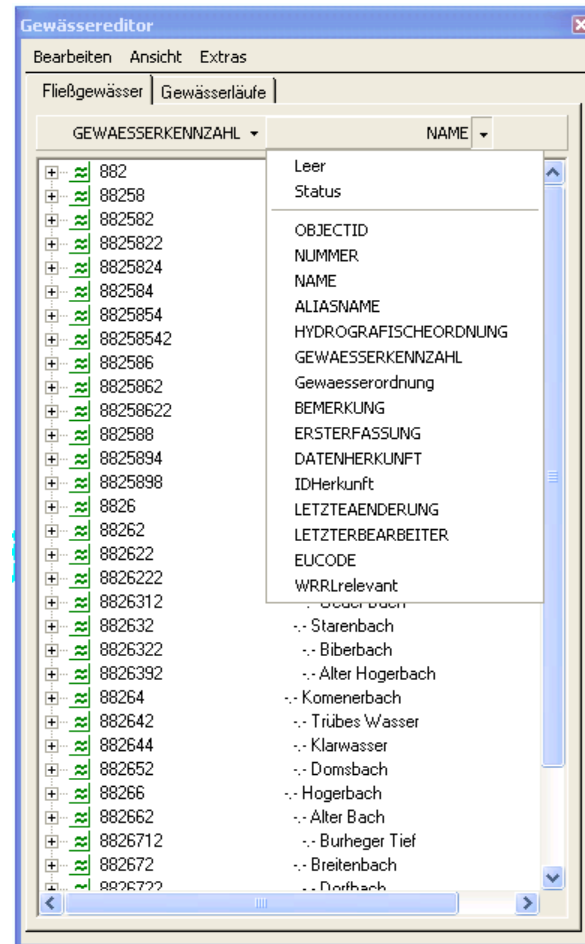 Gewässereditor
Bearbeiten Ansicht Extras
Fließgewässer Gewässerläufe
GEWAESSERKENNZAHL NAME
882
88258
882582
8825822
8825824
882584
8825854
88258542
882586
8825862
88258622
882588
8825894
8825898
8826
88262
882622
8826222
8826312
Leer
Status
OBJECTID
NUMMER
NAME
ALIASNAME
HYDROGRAFISCHEORDNUNG
GEWAESSERKENNZAHL
Gewaesserordnung
BEMERKUNG
ERSTERFASSUNG
DATENHERKUNFT
IDHerkunft
LETZTEAENDERUNG
LETZTERBEARBEITER
EUCODE
WRRLrelevant
882632 -.- Starenbach
8826322 -.- Biberbach
8826392 -.- Alter Hogerbach
88264 -.- Komenerbach
882642 -.- Trübes Wasser
882644 -.- Klarwasser
882652 -.- Domsbach
88266 -.- Hogerbach
882662 -.- Alter Bach
8826712 -.- Burheger Tief
882672 -.- Breitenbach
8826722 -.- Dorfbach